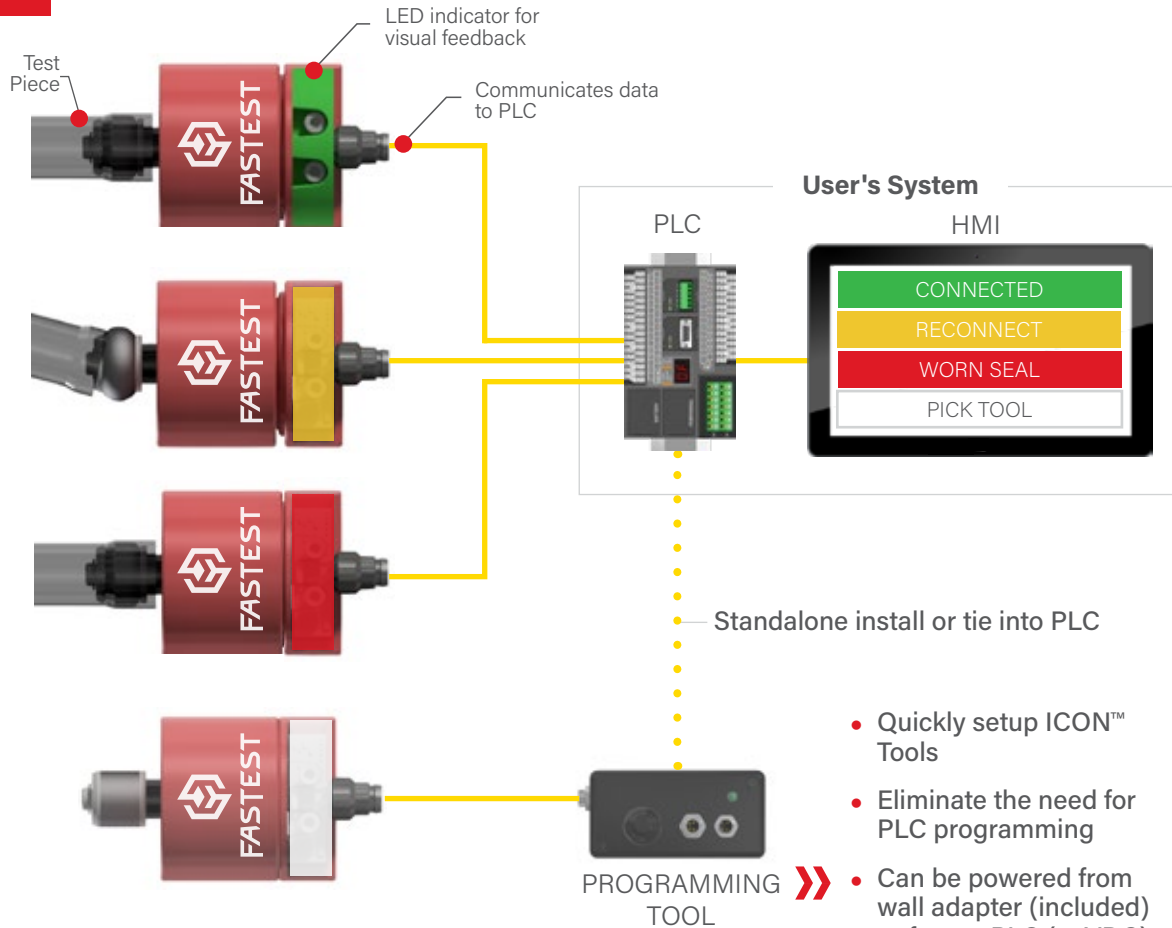 LED indicator for
visual feedback
Test
Piece
Communicates data
to PLC
FASTEST
User's System
PLC
HMI
CONNECTED
RECONNECT
WORN SEAL
PICK TOOL
FASTEST
FASTEST
Standalone install or tie into PLC
FASTEST
PROGRAMMING
TOOL
• Quickly setup ICON™
Tools
• Eliminate the need for
PLC programming
• Can be powered from
wall adapter (included)